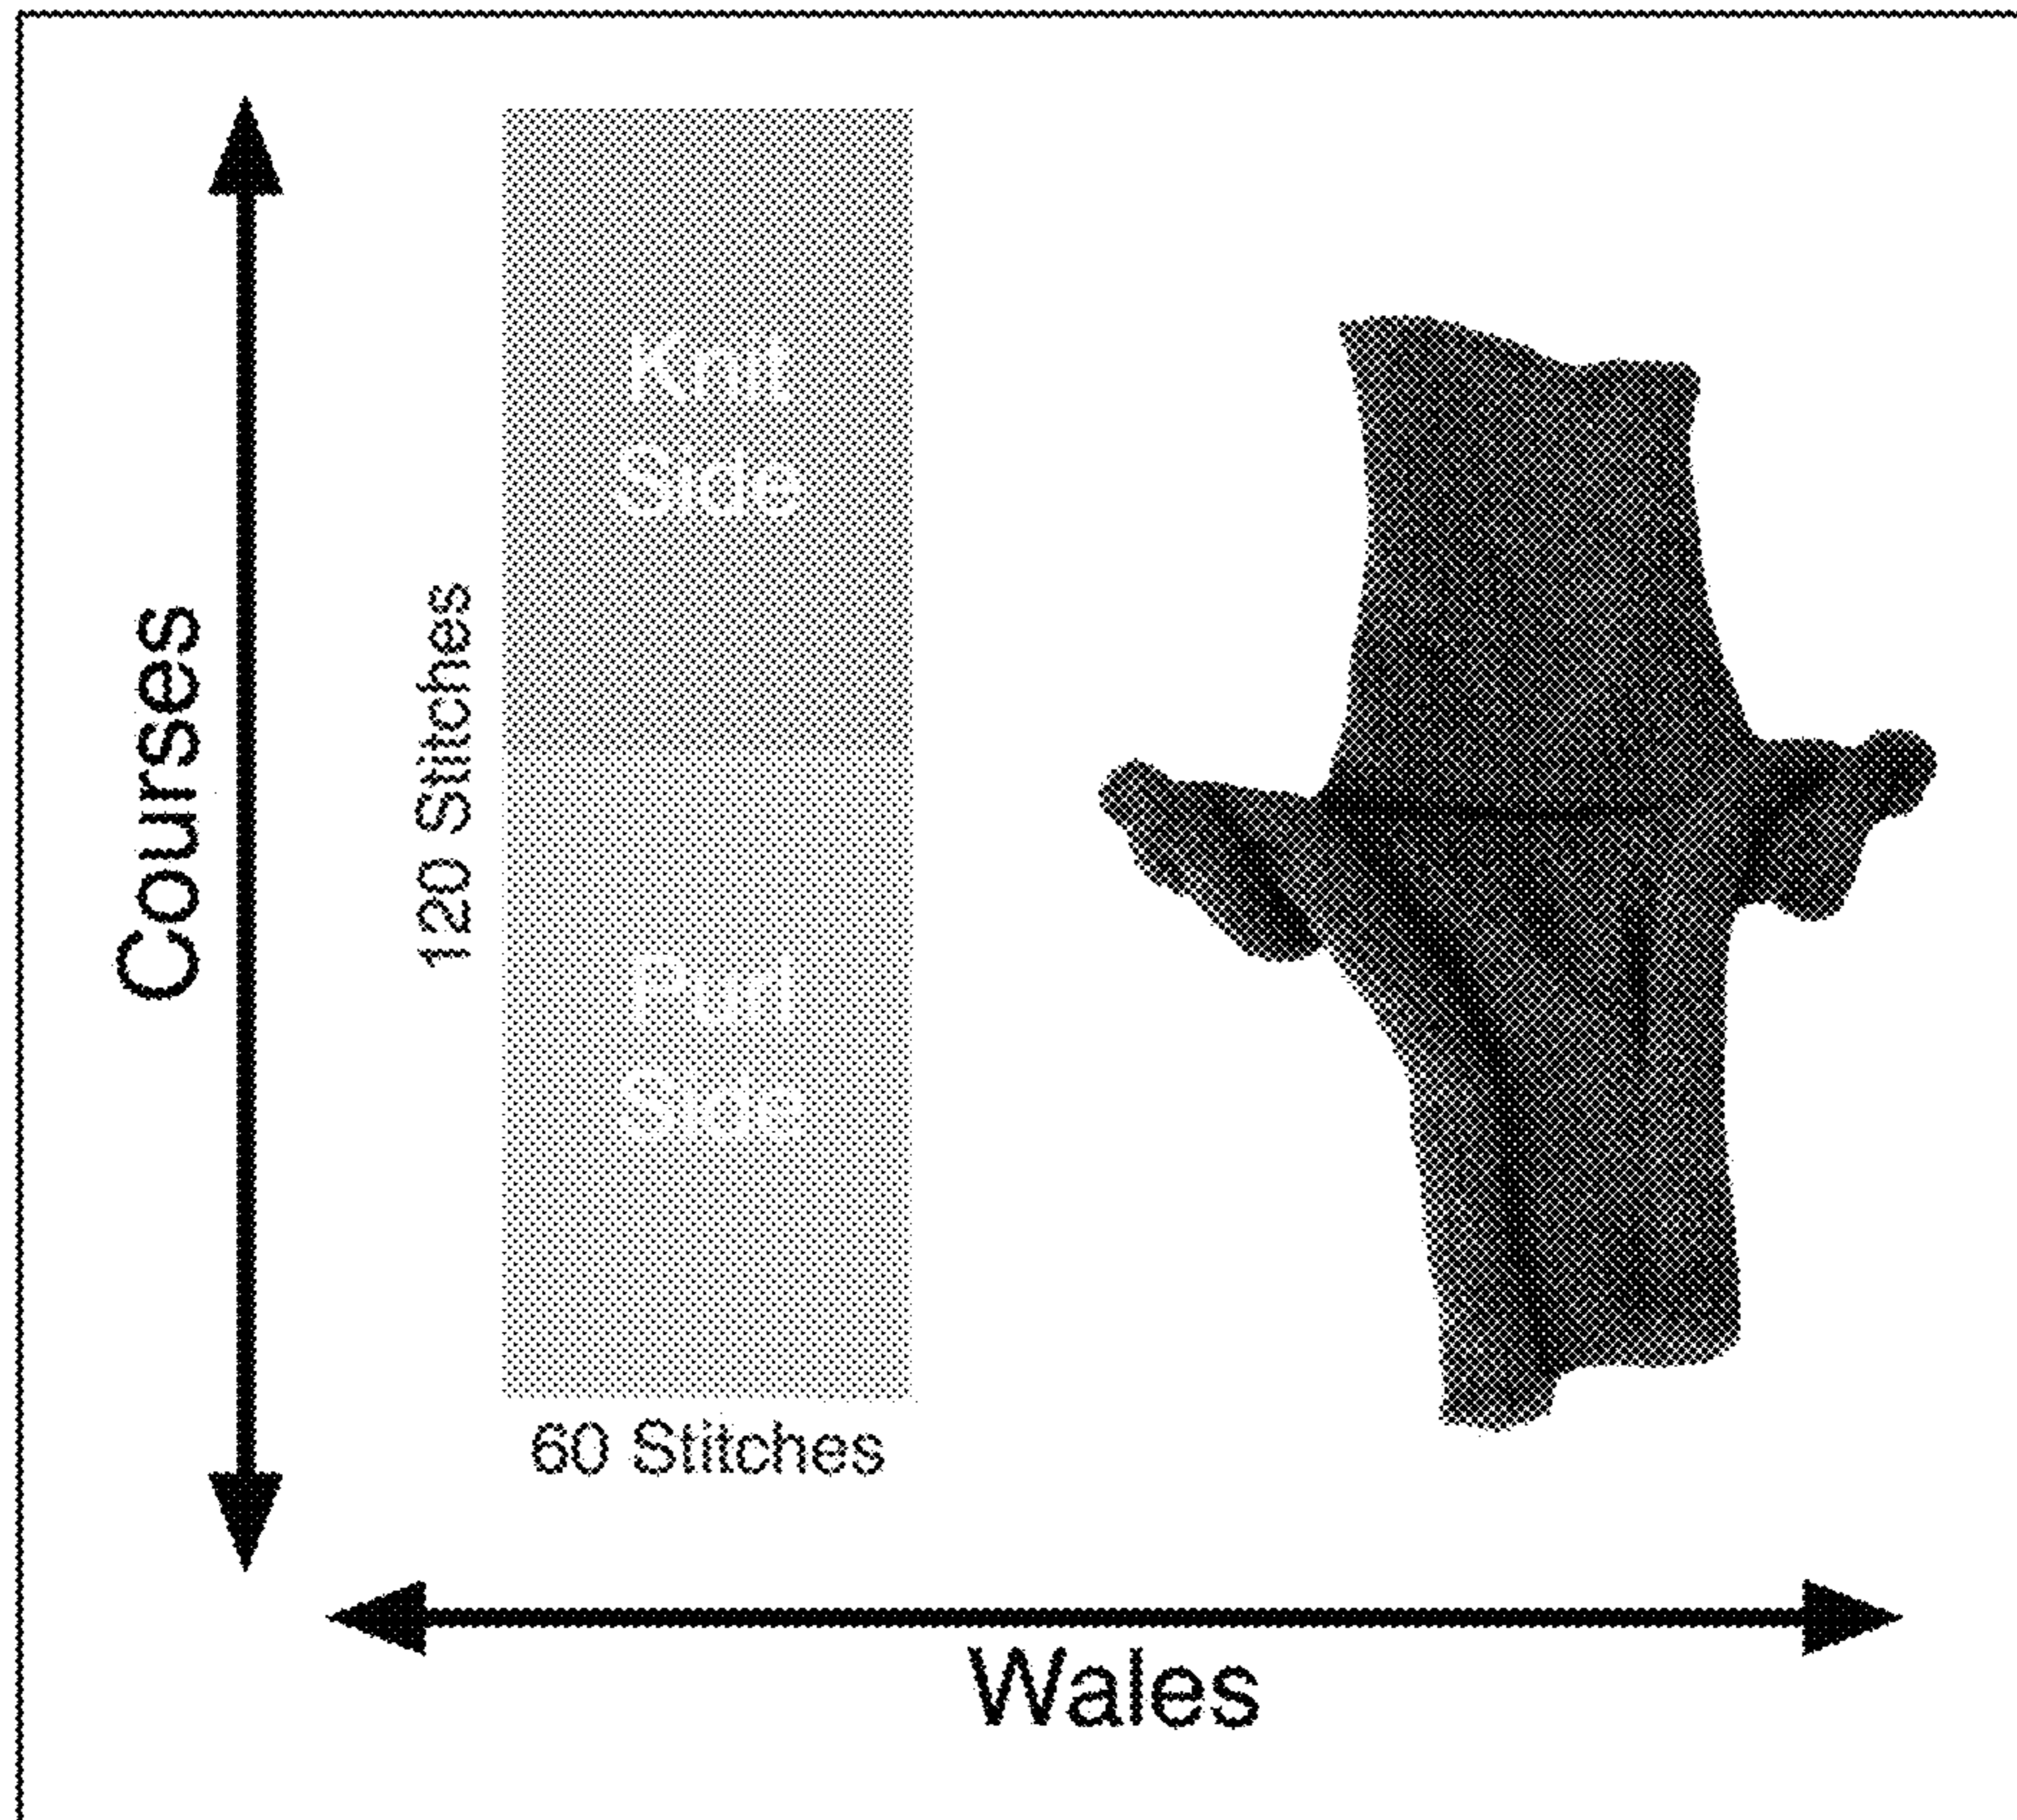 Courses
120 Stitches
Knit
Side
Purl
Side
60 Stitches
Wales